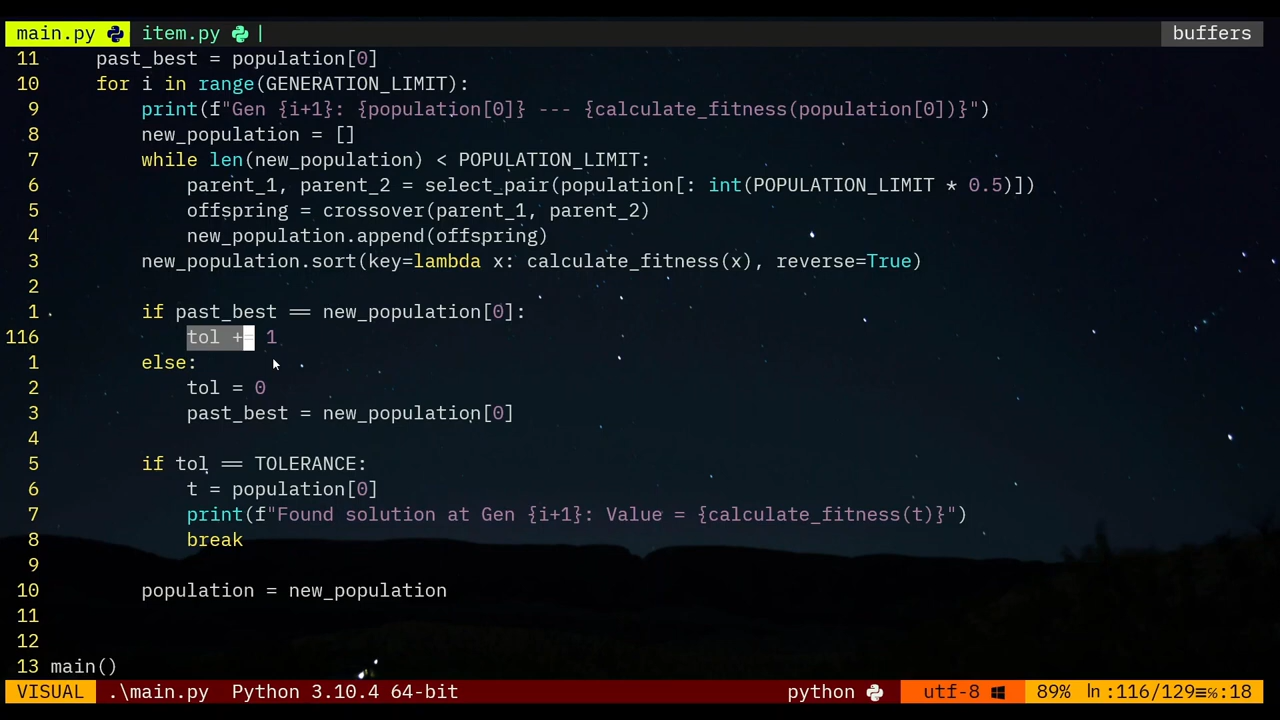 main.py item.py | buffers
11 past_best = population[0]
10 for i in range(GENERATION_LIMIT):
9 print(f"Gen {i+1}: {population[0]} --- {calculate_fitness(population[0])}")
8 new_population = []
7 while len(new_population) < POPULATION_LIMIT:
6 parent_1, parent_2 = select_pair(population[: int(POPULATION_LIMIT * 0.5)])
5 offspring = crossover(parent_1, parent_2)
4 new_population.append(offspring)
3 new_population.sort(key=lambda x: calculate_fitness(x), reverse=True)
2
1 if past_best == new_population[0]:
116 tol += 1
1 else:
2 tol = 0
3 past_best = new_population[0]
4
5 if tol == TOLERANCE:
6 t = population[0]
7 print(f"Found solution at Gen {i+1}: Value = {calculate_fitness(t)}")
8 break
9
10 population = new_population
11
12
13 main()
VISUAL .\main.py Python 3.10.4 64-bit python utf-8 89% ln :116/129≡%:18